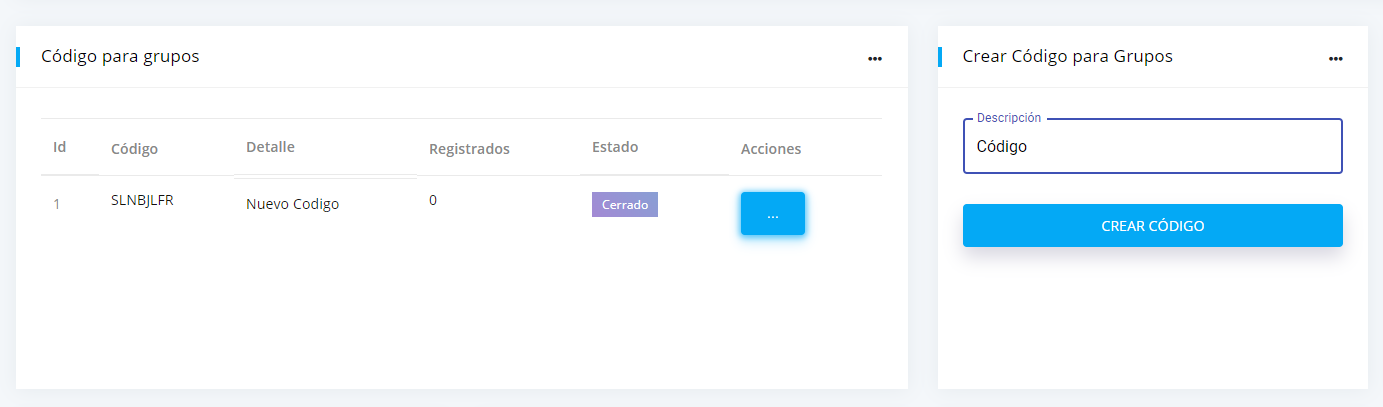 Código para grupos
...
Id Código Detalle Registrados Estado Acciones
1 SLNBJLFR Nuevo Codigo 0 Cerrado ...
Crear Código para Grupos
...
Descripción
Código
CREAR CÓDIGO